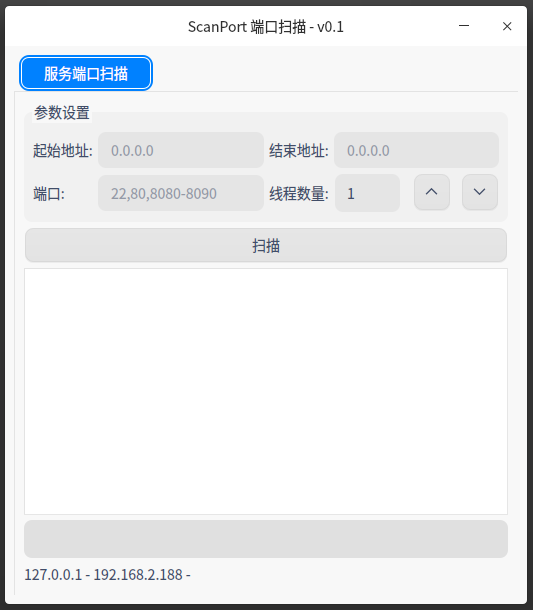 ScanPort 端口扫描 - v0.1
服务端口扫描
参数设置
起始地址: 0.0.0.0 结束地址: 0.0.0.0
端口: 22,80,8080-8090 线程数量: 1
扫描
127.0.0.1 - 192.168.2.188 -